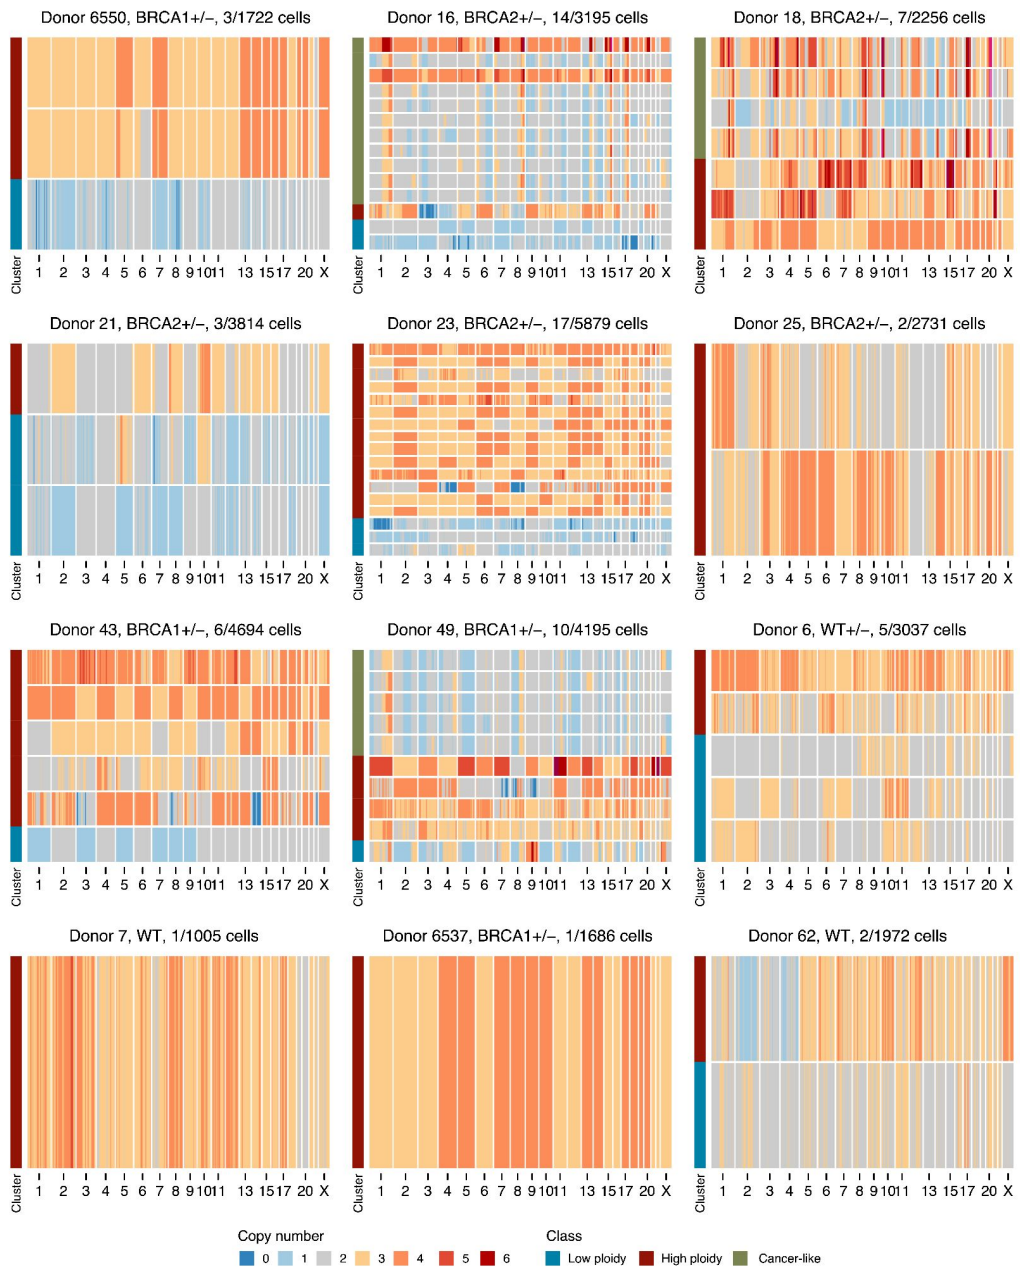 Donor 6550, BRCA1+/−, 3/1722 cells
Donor 16, BRCA2+/−, 14/3195 cells
Donor 18, BRCA2+/−, 7/2256 cells
Cluster 1 2 3 4 5 6 7 8 9 10 11 13 15 17 20 X
Cluster 1 2 3 4 5 6 7 8 9 10 11 13 15 17 20 X
Cluster 1 2 3 4 5 6 7 8 9 10 11 13 15 17 20 X
Donor 21, BRCA2+/−, 3/3814 cells
Donor 23, BRCA2+/−, 17/5879 cells
Donor 25, BRCA2+/−, 2/2731 cells
Cluster 1 2 3 4 5 6 7 8 9 10 11 13 15 17 20 X
Cluster 1 2 3 4 5 6 7 8 9 10 11 13 15 17 20 X
Cluster 1 2 3 4 5 6 7 8 9 10 11 13 15 17 20 X
Donor 43, BRCA1+/−, 6/4694 cells
Donor 49, BRCA1+/−, 10/4195 cells
Donor 6, WT+/−, 5/3037 cells
Cluster 1 2 3 4 5 6 7 8 9 10 11 13 15 17 20 X
Cluster 1 2 3 4 5 6 7 8 9 10 11 13 15 17 20 X
Cluster 1 2 3 4 5 6 7 8 9 10 11 13 15 17 20 X
Donor 7, WT, 1/1005 cells
Donor 6537, BRCA1+/−, 1/1686 cells
Donor 62, WT, 2/1972 cells
Cluster 1 2 3 4 5 6 7 8 9 10 11 13 15 17 20 X
Cluster 1 2 3 4 5 6 7 8 9 10 11 13 15 17 20 X
Cluster 1 2 3 4 5 6 7 8 9 10 11 13 15 17 20 X
Copy number
0 1 2 3 4 5 6
Class
Low ploidy High ploidy Cancer−like